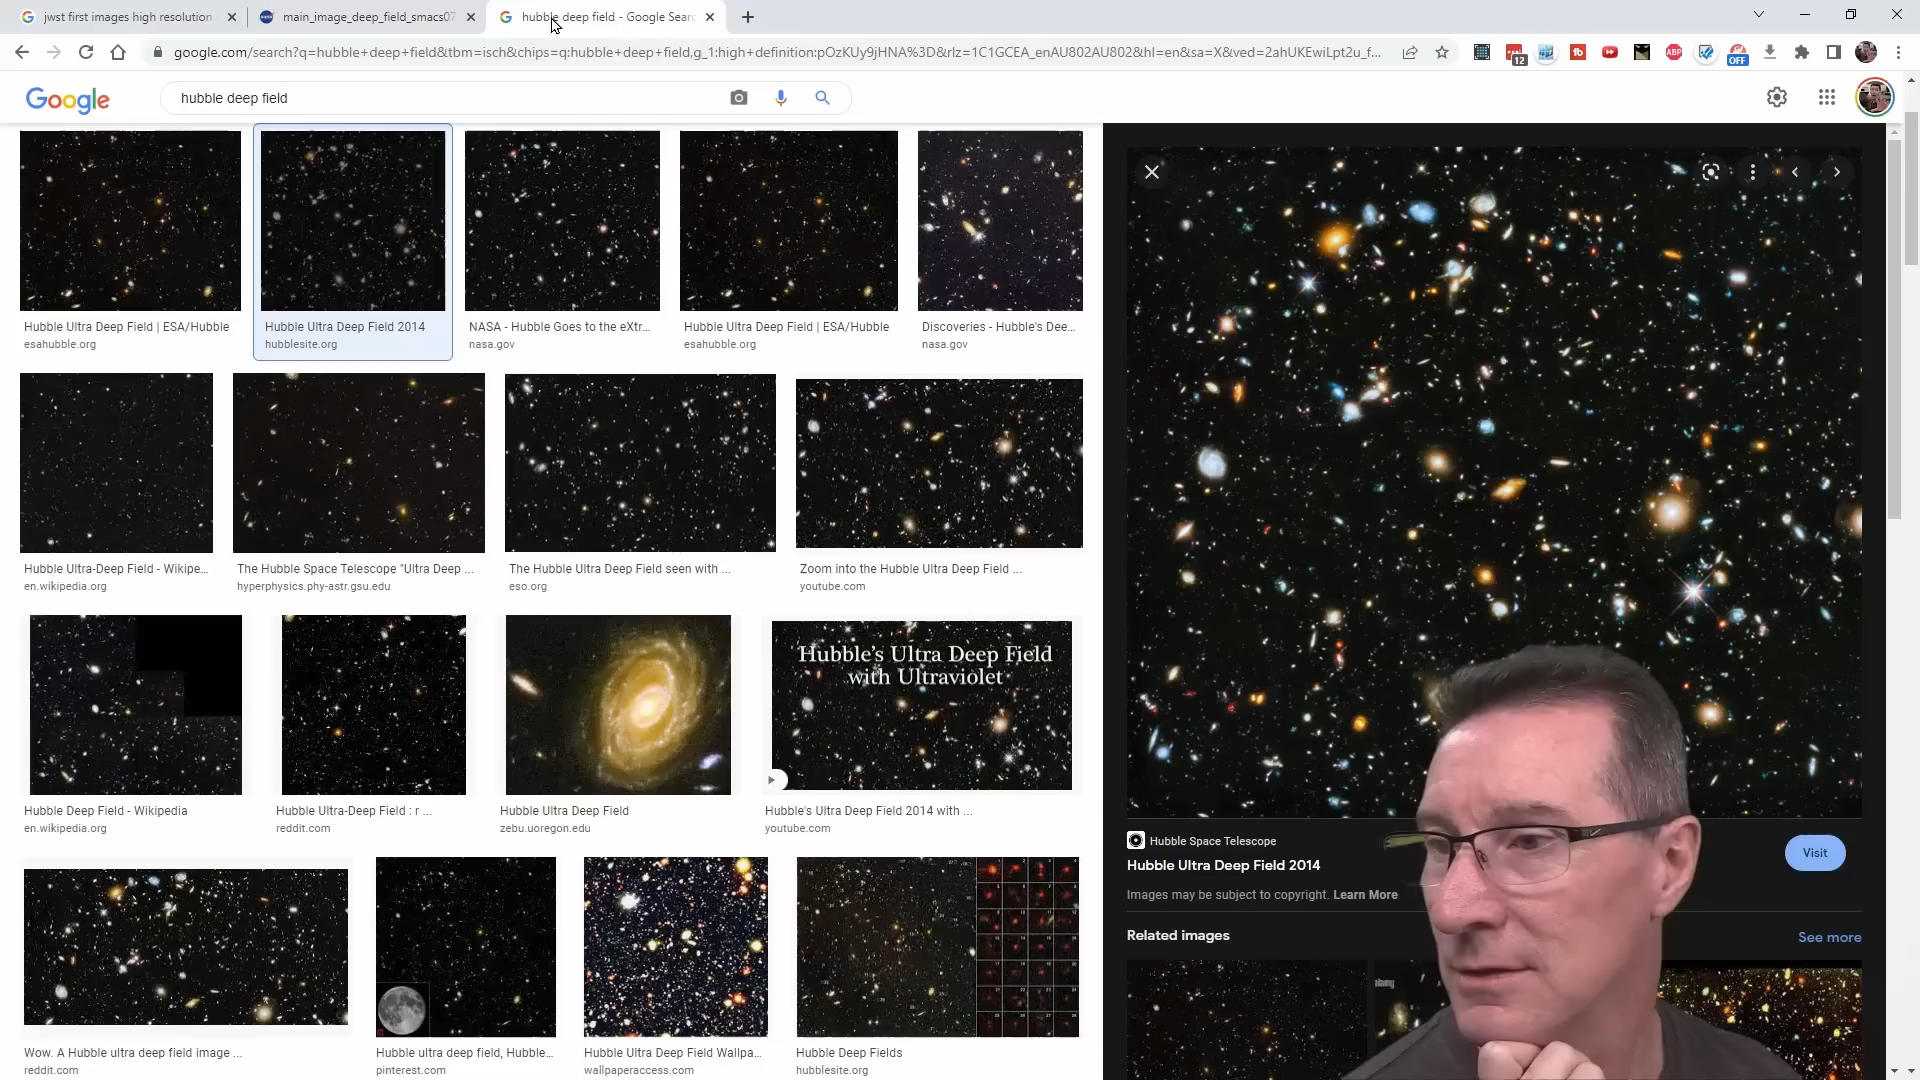 jwst first images high resolution
main_image_deep_field_smacs07
hubble deep field - Google Sear
google.com/search?q=hubble+deep+field&tbm=isch&chips=q:hubble+deep+field,g_1:high+definition:pOzKUy9jHNA%3D&rlz=1C1GCEA_enAU802AU802&hl=en&sa=X&ved=2ahUKEwiLpt2u_f...
12
ABP
OFF
Google
hubble deep field
Hubble Ultra Deep Field | ESA/Hubble
esahubble.org
Hubble Ultra Deep Field 2014
hubblesite.org
NASA - Hubble Goes to the eXtr...
nasa.gov
Hubble Ultra Deep Field | ESA/Hubble
esahubble.org
Discoveries - Hubble's Dee...
nasa.gov
Hubble Ultra-Deep Field - Wikipe...
en.wikipedia.org
The Hubble Space Telescope "Ultra Deep ...
hyperphysics.phy-astr.gsu.edu
The Hubble Ultra Deep Field seen with ...
eso.org
Zoom into the Hubble Ultra Deep Field ...
youtube.com
Hubble's Ultra Deep Field
with Ultraviolet
Hubble Deep Field - Wikipedia
en.wikipedia.org
Hubble Ultra-Deep Field : r ...
reddit.com
Hubble Ultra Deep Field
zebu.uoregon.edu
Hubble's Ultra Deep Field 2014 with ...
youtube.com
Wow. A Hubble ultra deep field image ...
reddit.com
Hubble ultra deep field, Hubble...
pinterest.com
Hubble Ultra Deep Field Wallpa...
wallpaperaccess.com
Hubble Deep Fields
hubblesite.org
Hubble Space Telescope
Hubble Ultra Deep Field 2014
Visit
Images may be subject to copyright. Learn More
Related images
See more